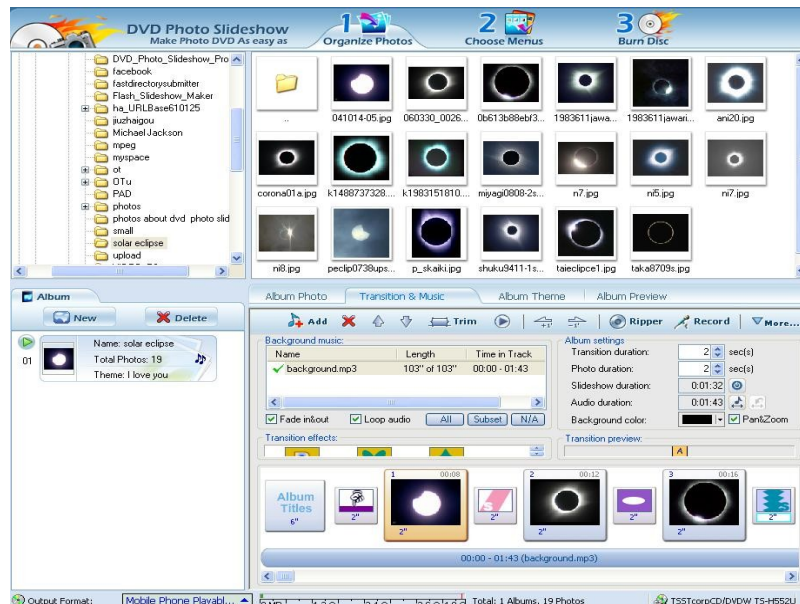 DVD Photo Slideshow
Make Photo DVD As easy as
1
Organize Photos
2
Choose Menus
3
Burn Disc
DVD_Photo_Slideshow_Pro
facebook
fastdirectorysubmitter
Flash_Slideshow_Maker
ha_URLBase610125
jiuzhaigou
Michael Jackson
mpeg
myspace
ot
OTu
PAD
photos
photos about dvd photo slid
small
solar eclipse
upload
..
041014-05.jpg
060330_0026...
0b613b88ebf3...
1983611jawa...
1983611jawari...
ani20.jpg
corona01a.jpg
k1488737328....
k1983151810....
miyagi0808-2s...
n7.jpg
ni5.jpg
ni7.jpg
ni8.jpg
peclip0738ups...
p_skaiki.jpg
shuku9411-1s...
taieclipce1.jpg
taka8709s.jpg
Album
New
Delete
01
Name: solar eclipse
Total Photos: 19
Theme: I love you
Album Photo
Transition & Music
Album Theme
Album Preview
Add
Trim
Ripper
Record
More...
Background music:
Name Length Time in Track
background.mp3 103" of 103" 00:00 - 01:43
Fade in&out
Loop audio
All
Subset
N/A
Album settings
Transition duration: 2 sec(s)
Photo duration: 2 sec(s)
Slideshow duration: 0:01:32
Audio duration: 0:01:43
Background color:
Pan&Zoom
Transition effects:
Transition preview:
A
Album
Titles
6"
2"
1 00:08
2"
S
2"
2 00:12
2"
2"
3 00:16
2"
S
2"
00:00 - 01:43 (background.mp3)
Output Format:
Mobile Phone Playabl...
Total: 1 Albums, 19 Photos
TSSTcorpCD/DVDW TS-H552U